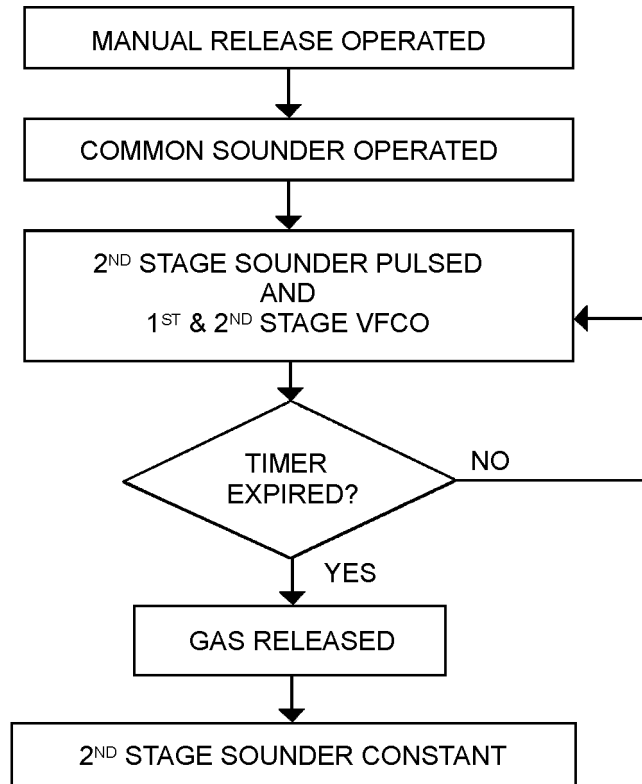 MANUAL RELEASE OPERATED
COMMON SOUNDER OPERATED
2ND STAGE SOUNDER PULSED
AND
1ST & 2ND STAGE VFCO
TIMER
EXPIRED?
NO
YES
GAS RELEASED
2ND STAGE SOUNDER CONSTANT